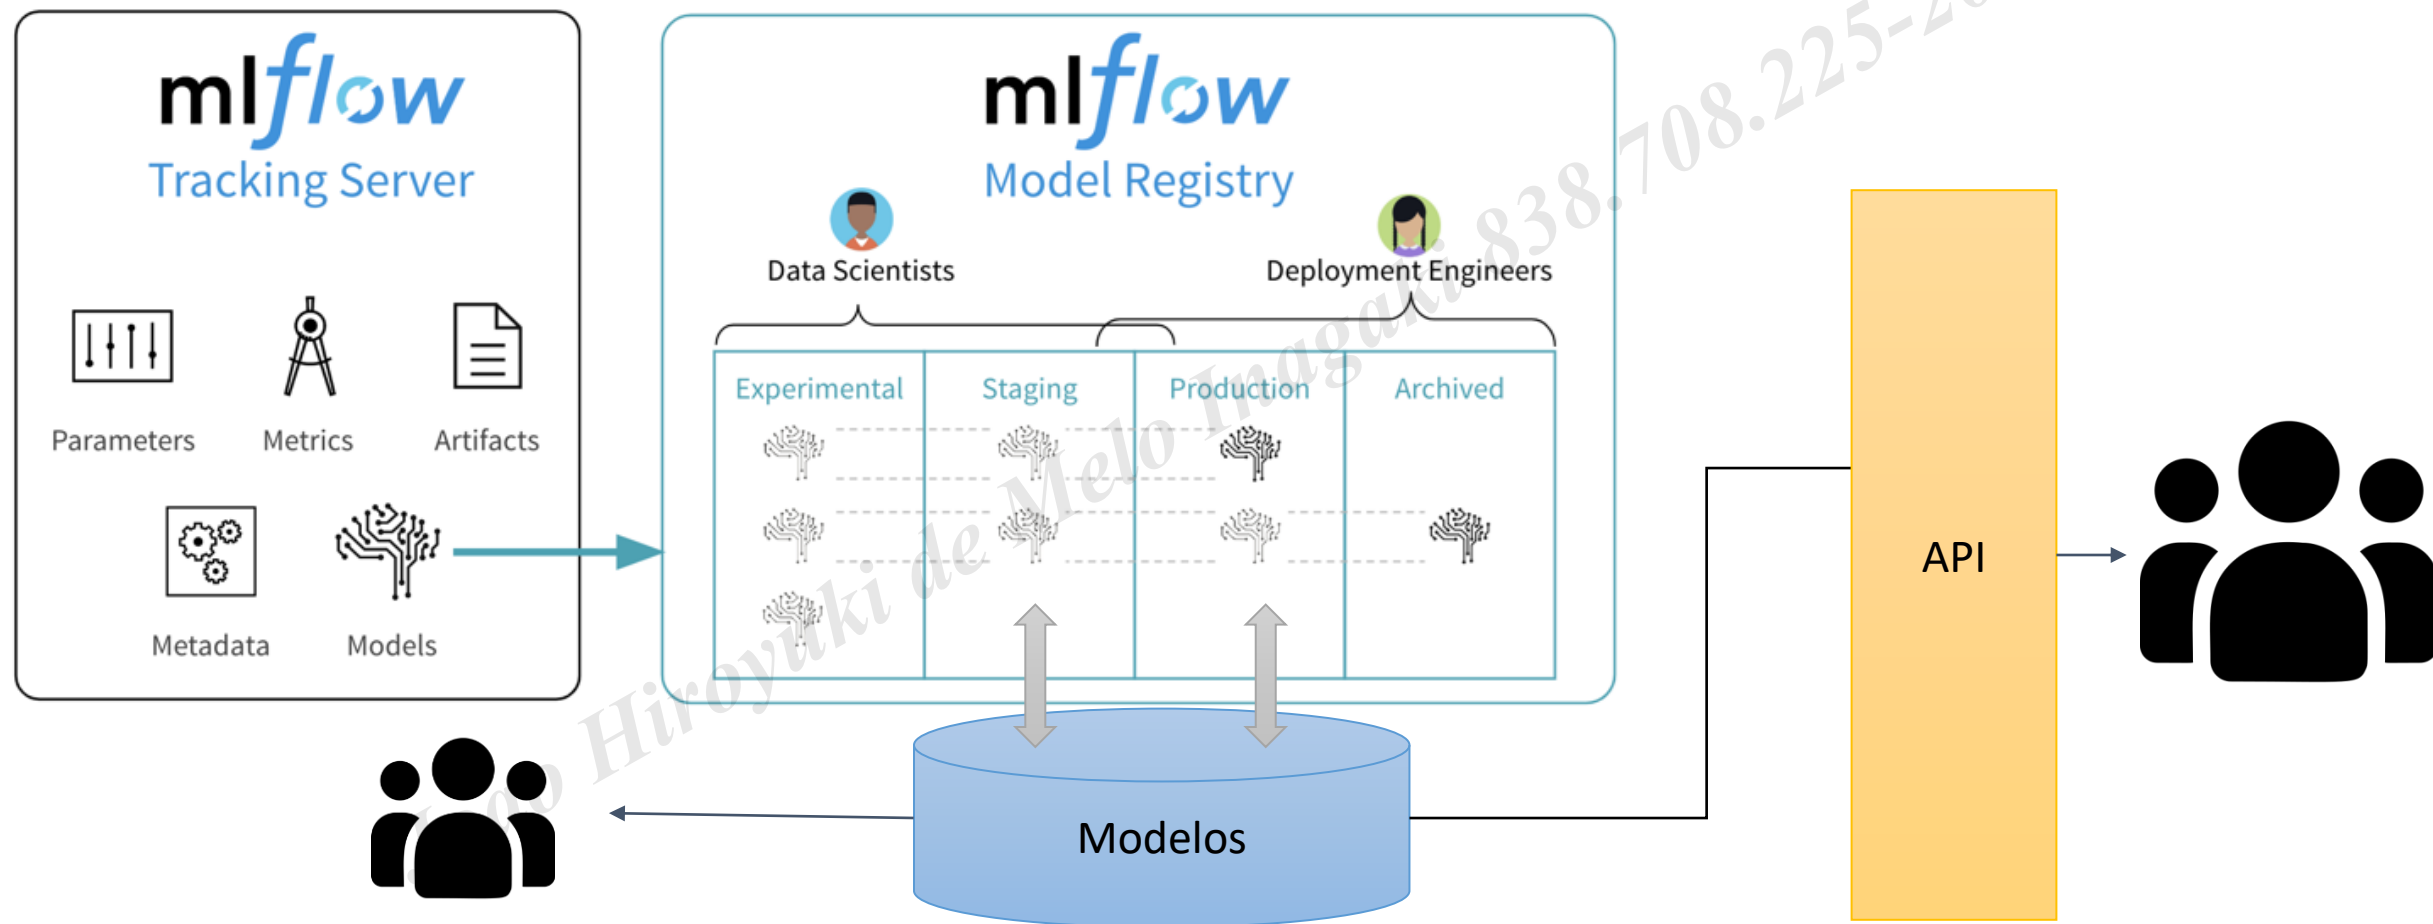 mlflow
Tracking Server
Parameters
Metrics
Artifacts
Metadata
Models
mlflow
Model Registry
Data Scientists
Deployment Engineers
Experimental
Staging
Production
Archived
Modelos
API
Hiroyuki de Melo Inagaki 838.708.225-